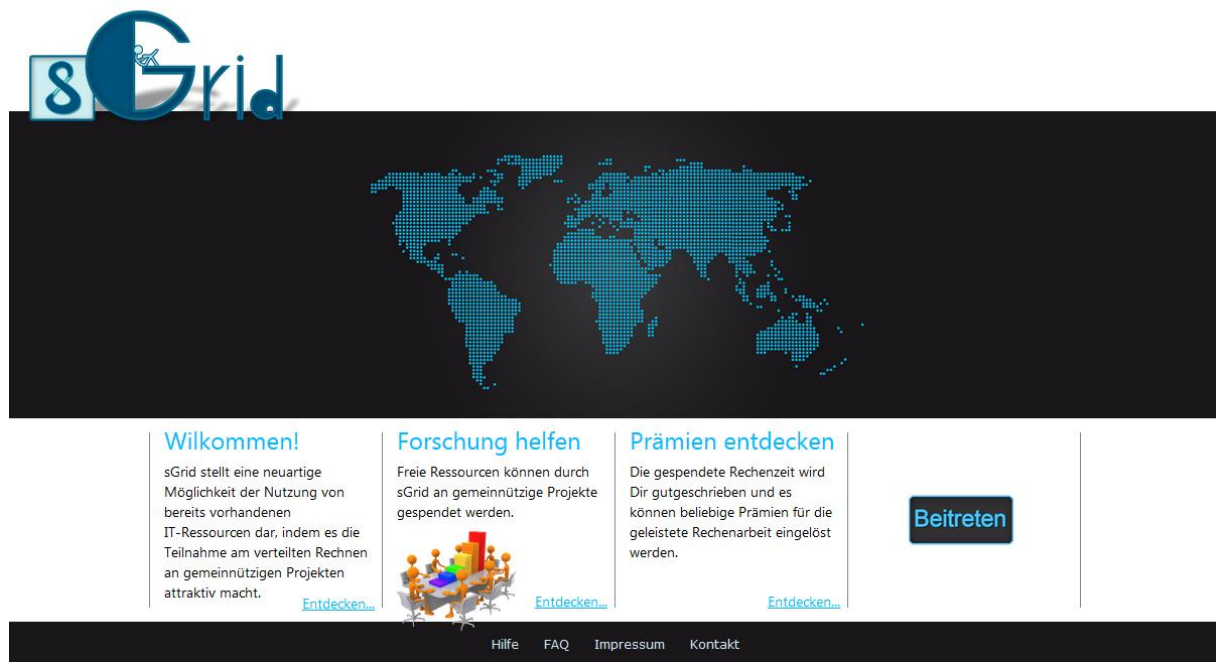 sGrid
Wilkommen!
sGrid stellt eine neuartige
Möglichkeit der Nutzung von
bereits vorhandenen
IT-Ressourcen dar, indem es die
Teilnahme am verteilten Rechnen
an gemeinnützigen Projekten
attraktiv macht.
Entdecken...
Forschung helfen
Freie Ressourcen können durch
sGrid an gemeinnützige Projekte
gespendet werden.
Entdecken...
Prämien entdecken
Die gespendete Rechenzeit wird
Dir gutgeschrieben und es
können beliebige Prämien für die
geleistete Rechenarbeit eingelöst
werden.
Entdecken...
Beitreten
Hilfe FAQ Impressum Kontakt